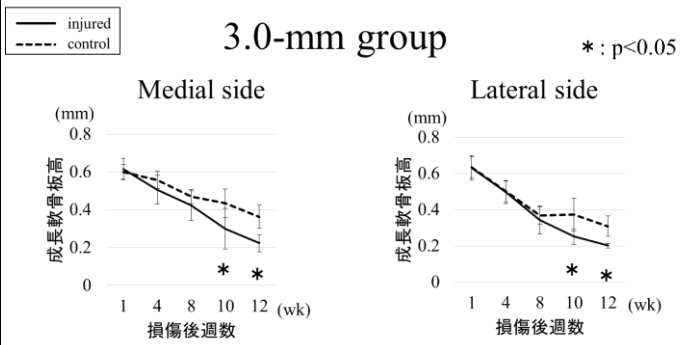 injured
control
3.0-mm group
* : p<0.05
Medial side
(mm)
0.8
0.6
0.4
0.2
0
成長軟骨板高
* *
1 4 8 10 12 (wk)
損傷後週数
Lateral side
(mm)
0.8
0.6
0.4
0.2
0
成長軟骨板高
* *
1 4 8 10 12 (wk)
損傷後週数